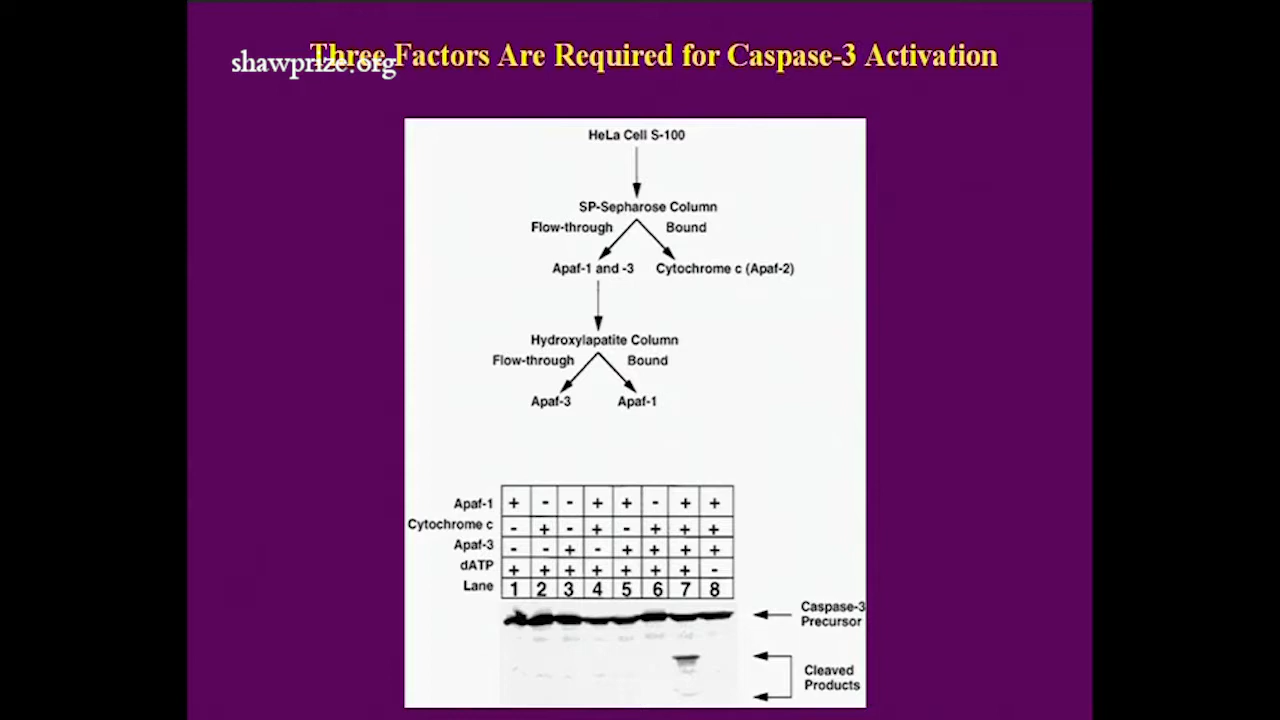 Three Factors Are Required for Caspase-3 Activation
shawprize.org
HeLa Cell S-100
SP-Sepharose Column
Flow-through Bound
Apaf-1 and -3 Cytochrome c (Apaf-2)
Hydroxylapatite Column
Flow-through Bound
Apaf-3 Apaf-1
Apaf-1 + - - + + - + +
Cytochrome c - + - + - + + +
Apaf-3 - - + - + + + +
dATP + + + + + + + -
Lane 1 2 3 4 5 6 7 8
Caspase-3
Precursor
Cleaved
Products